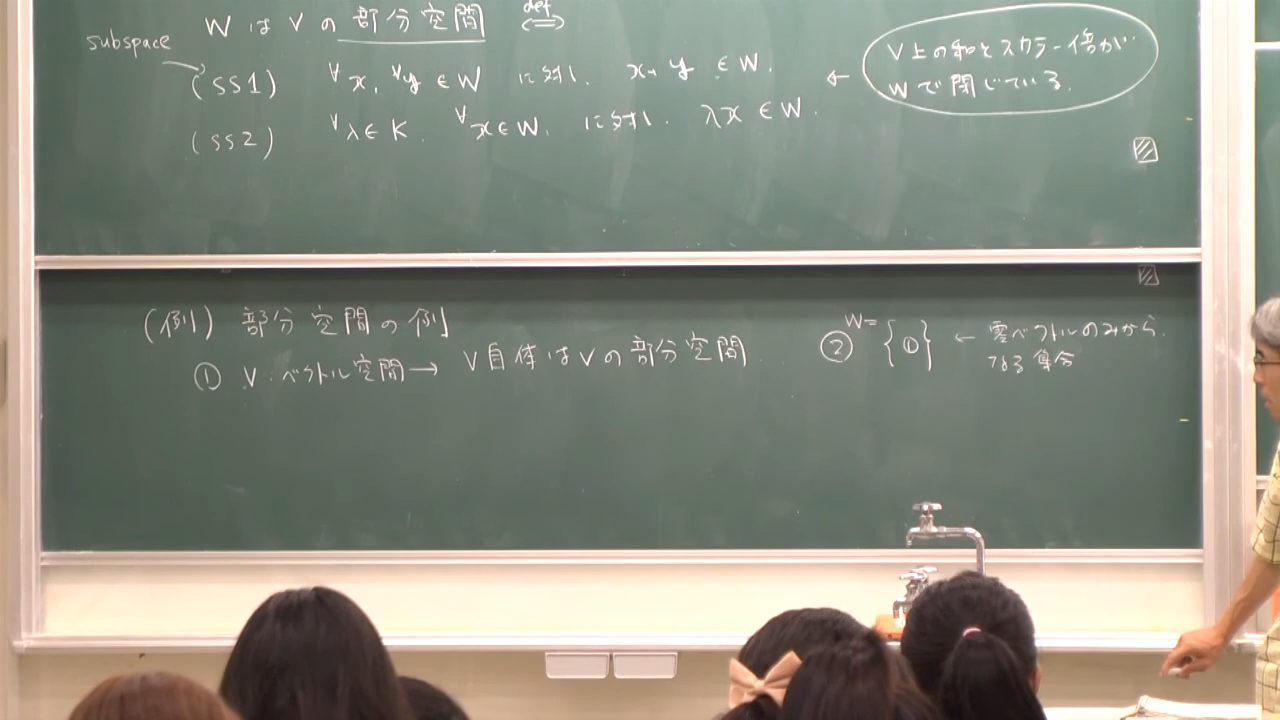 W は V の 部分空間 def ⇔
subspace
(SS1) ∀x, ∀y ∈ W に対し, x+y ∈ W.
(SS2) ∀λ ∈ K, ∀x ∈ W, に対し, λx ∈ W.
← V上の和とスカラー倍が
Wで閉じている.
(例) 部分空間の例
① V:ベクトル空間 → V自体はVの部分空間
② W= {𝟘} ← 零ベクトルのみから
なる集合